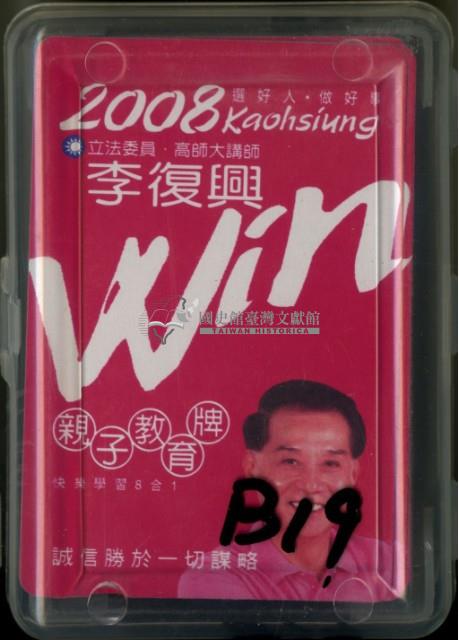 選好人・做好事
2008 Kaohsiung
立法委員・高師大講師
李復興
Win
國史館臺灣文獻館
TAIWAN HISTORICA
親子教育牌
快樂學習8合1
B19
誠信勝於一切謀略